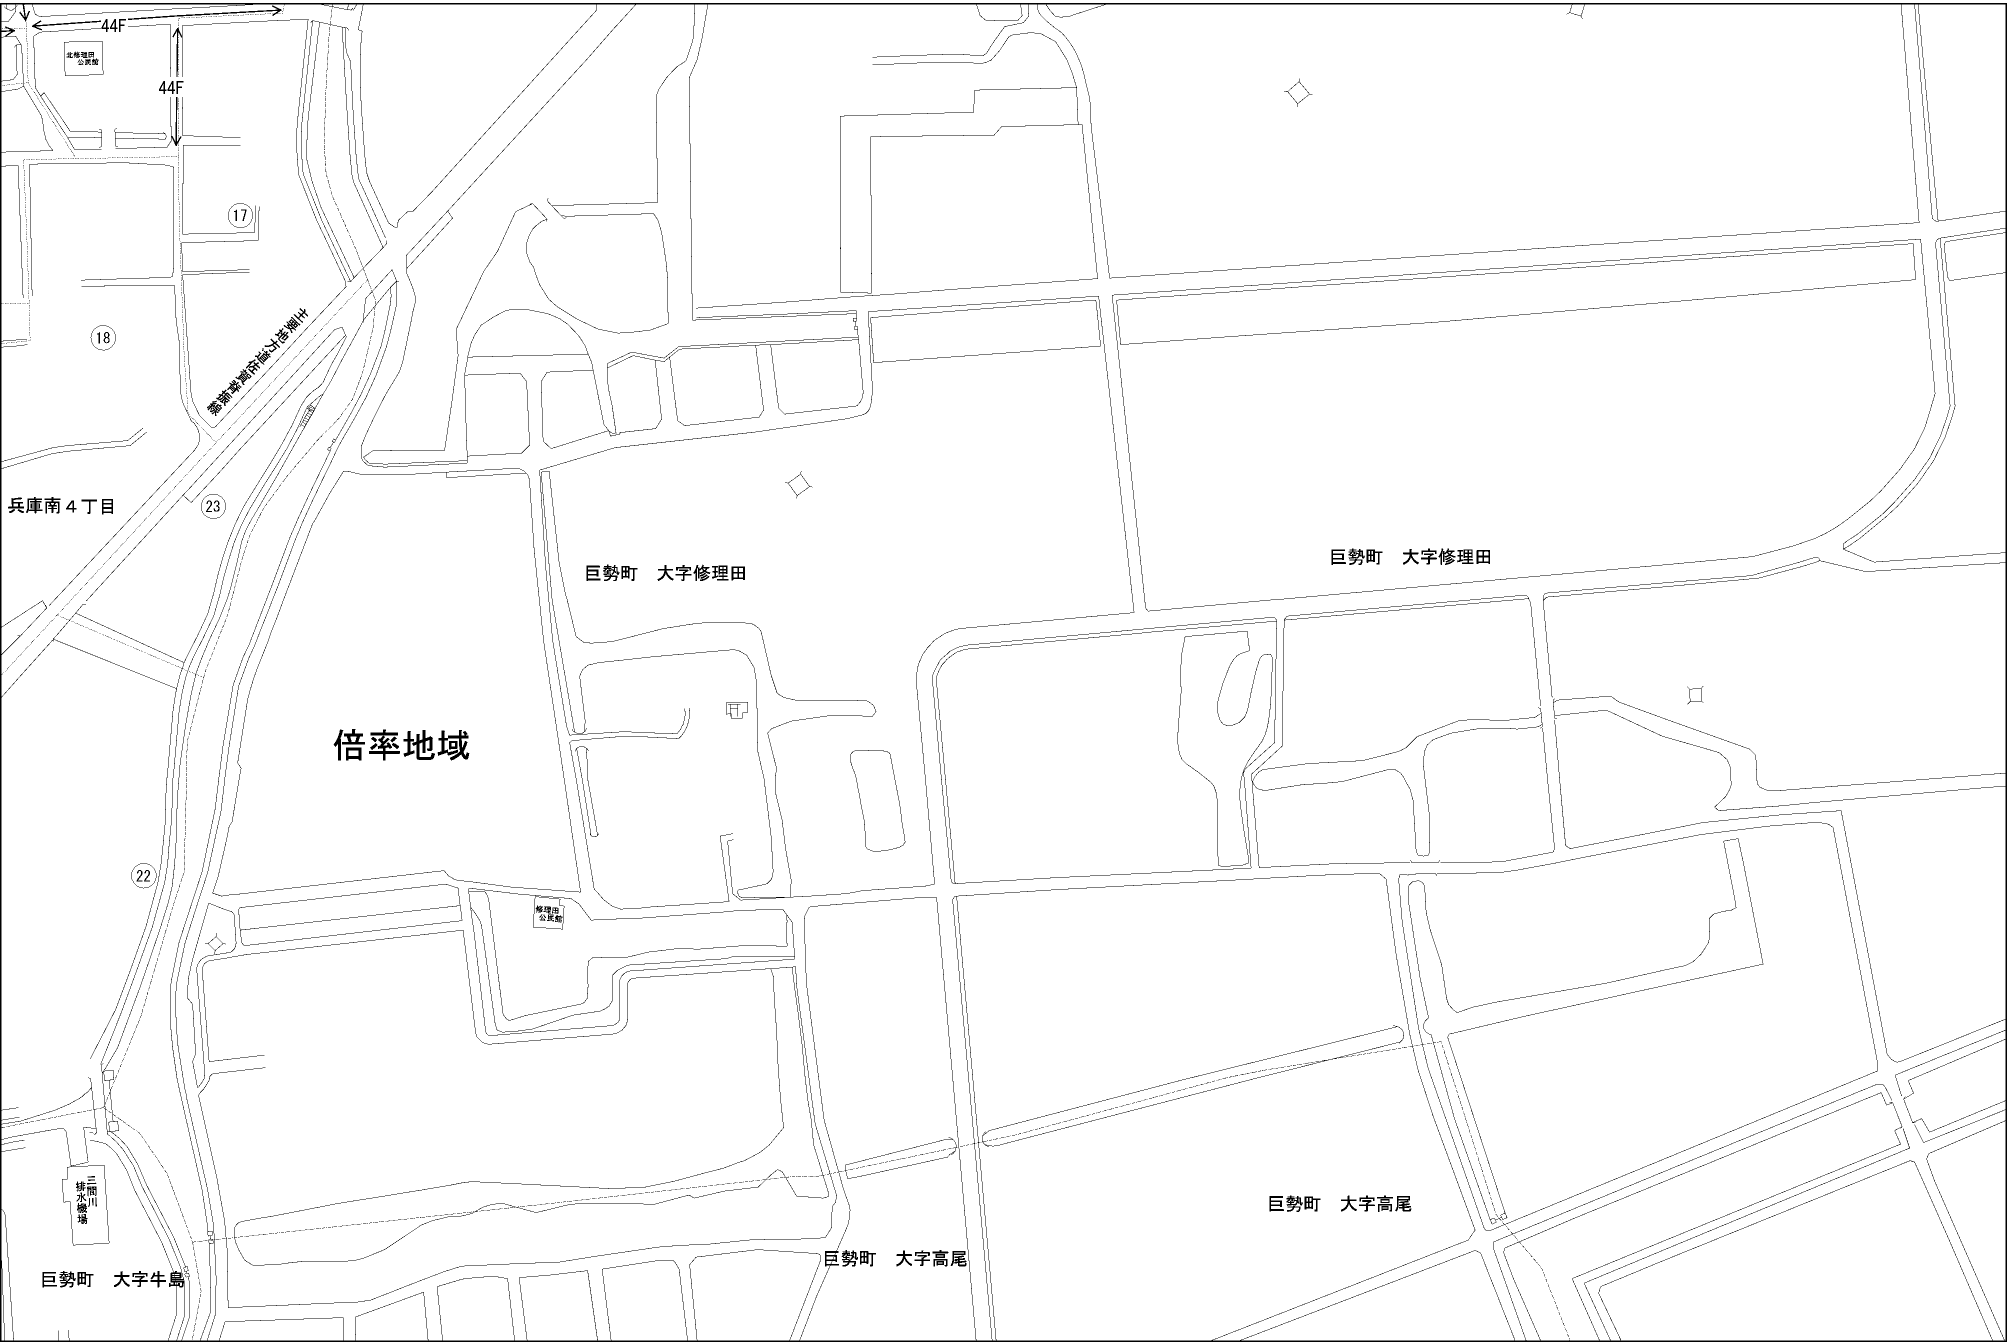 44F
北修理田
公民館
44F
17
18
主要地方道佐賀脊振線
23
兵庫南４丁目
巨勢町　大字修理田
巨勢町　大字修理田
倍率地域
22
修理田
公民館
三間川
排水機場
巨勢町　大字高尾
巨勢町　大字高尾
巨勢町　大字牛島